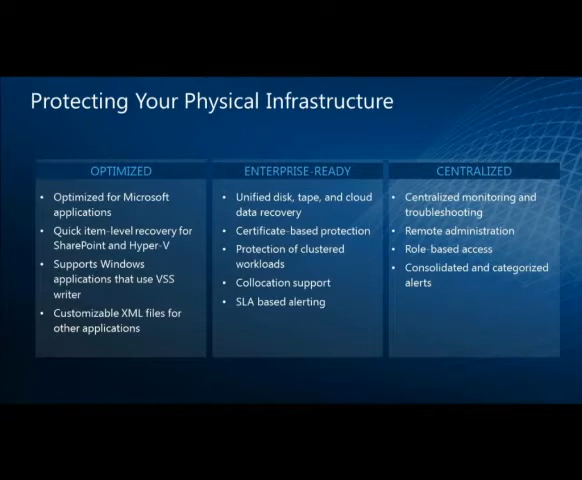 Protecting Your Physical Infrastructure
OPTIMIZED
• Optimized for Microsoft
applications
• Quick item-level recovery for
SharePoint and Hyper-V
• Supports Windows
applications that use VSS
writer
• Customizable XML files for
other applications
ENTERPRISE-READY
• Unified disk, tape, and cloud
data recovery
• Certificate-based protection
• Protection of clustered
workloads
• Collocation support
• SLA based alerting
CENTRALIZED
• Centralized monitoring and
troubleshooting
• Remote administration
• Role-based access
• Consolidated and categorized
alerts